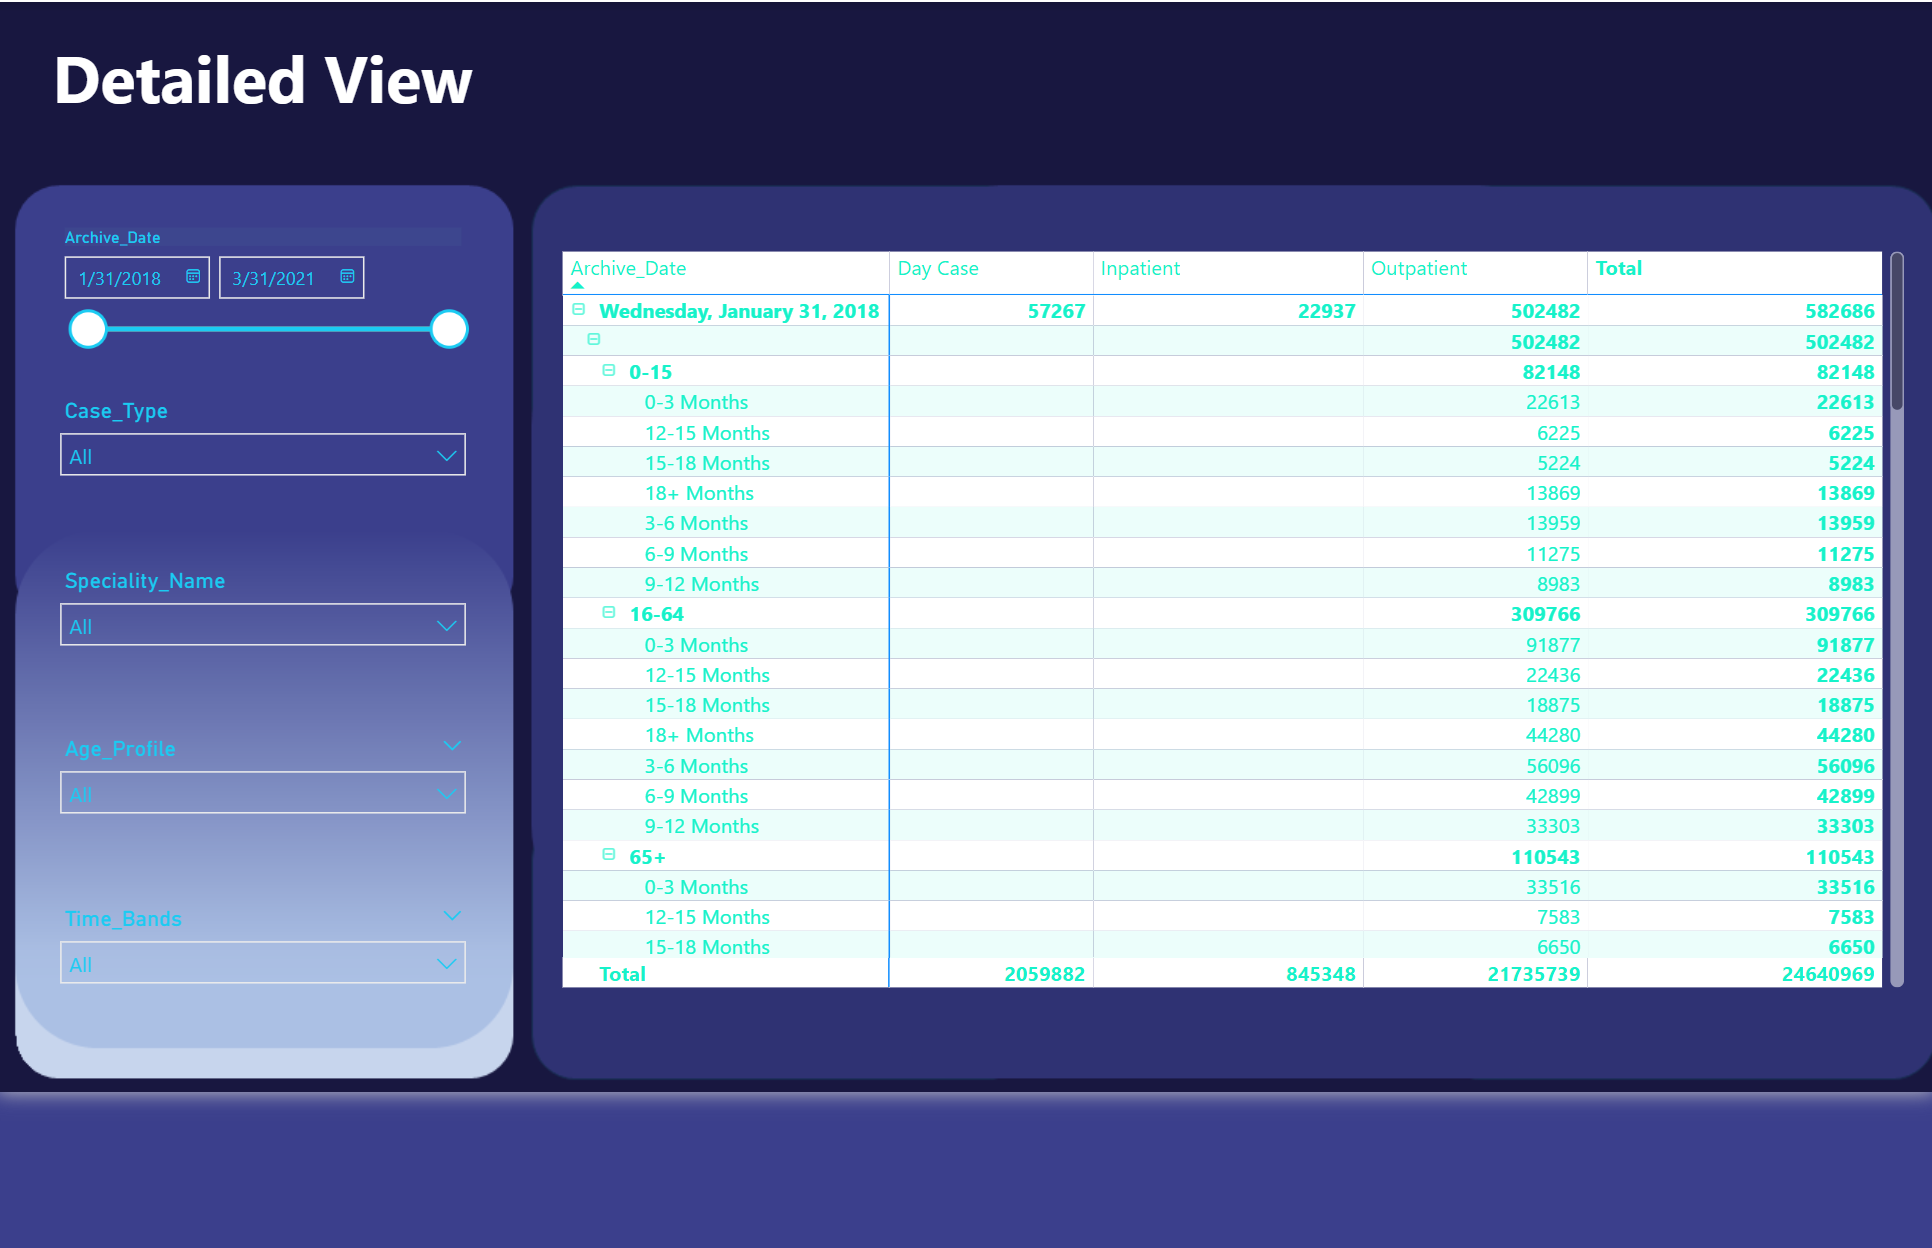 Detailed View
Archive_Date
1/31/2018 3/31/2021
Case_Type
All
Speciality_Name
All
Age_Profile
All
Time_Bands
All
Archive_Date Day Case Inpatient Outpatient Total
Wednesday, January 31, 2018 57267 22937 502482 582686
502482 502482
0-15 82148 82148
0-3 Months 22613 22613
12-15 Months 6225 6225
15-18 Months 5224 5224
18+ Months 13869 13869
3-6 Months 13959 13959
6-9 Months 11275 11275
9-12 Months 8983 8983
16-64 309766 309766
0-3 Months 91877 91877
12-15 Months 22436 22436
15-18 Months 18875 18875
18+ Months 44280 44280
3-6 Months 56096 56096
6-9 Months 42899 42899
9-12 Months 33303 33303
65+ 110543 110543
0-3 Months 33516 33516
12-15 Months 7583 7583
15-18 Months 6650 6650
Total 2059882 845348 21735739 24640969